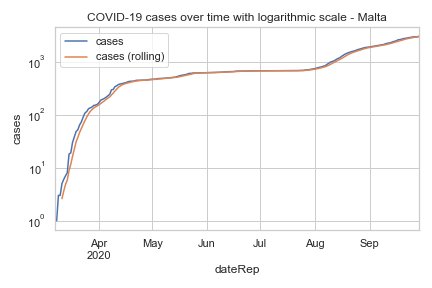 COVID-19 cases over time with logarithmic scale - Malta
cases
cases (rolling)
10³
10²
10¹
10⁰
cases
Apr May Jun Jul Aug Sep
2020
dateRep